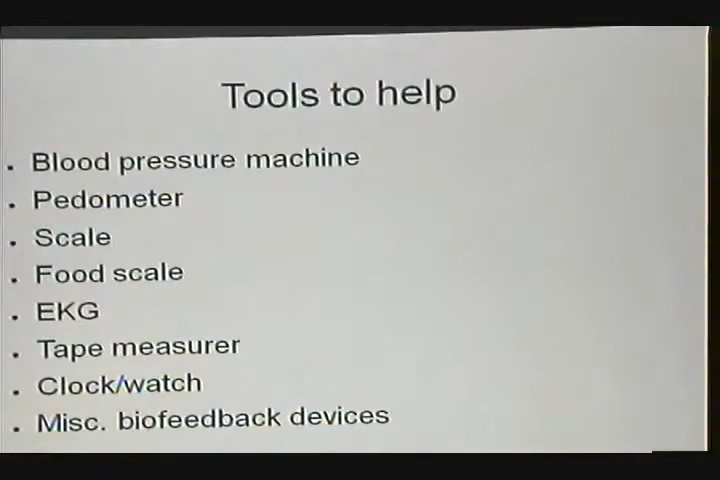 Tools to help
. Blood pressure machine
. Pedometer
. Scale
. Food scale
. EKG
. Tape measurer
. Clock/watch
. Misc. biofeedback devices